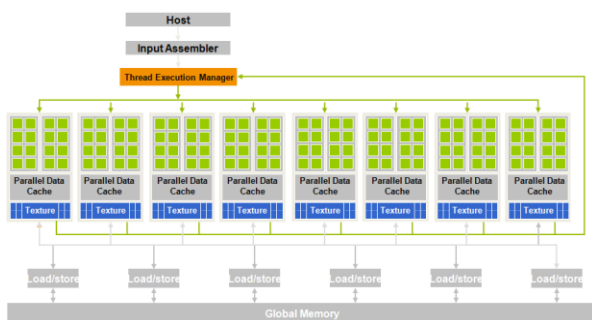 Host
Input Assembler
Thread Execution Manager
Parallel Data Parallel Data Parallel Data Parallel Data Parallel Data Parallel Data Parallel Data Parallel Data
Cache Cache Cache Cache Cache Cache Cache Cache
Texture Texture Texture Texture Texture Texture Texture Texture
Load/store Load/store Load/store Load/store Load/store Load/store
Global Memory